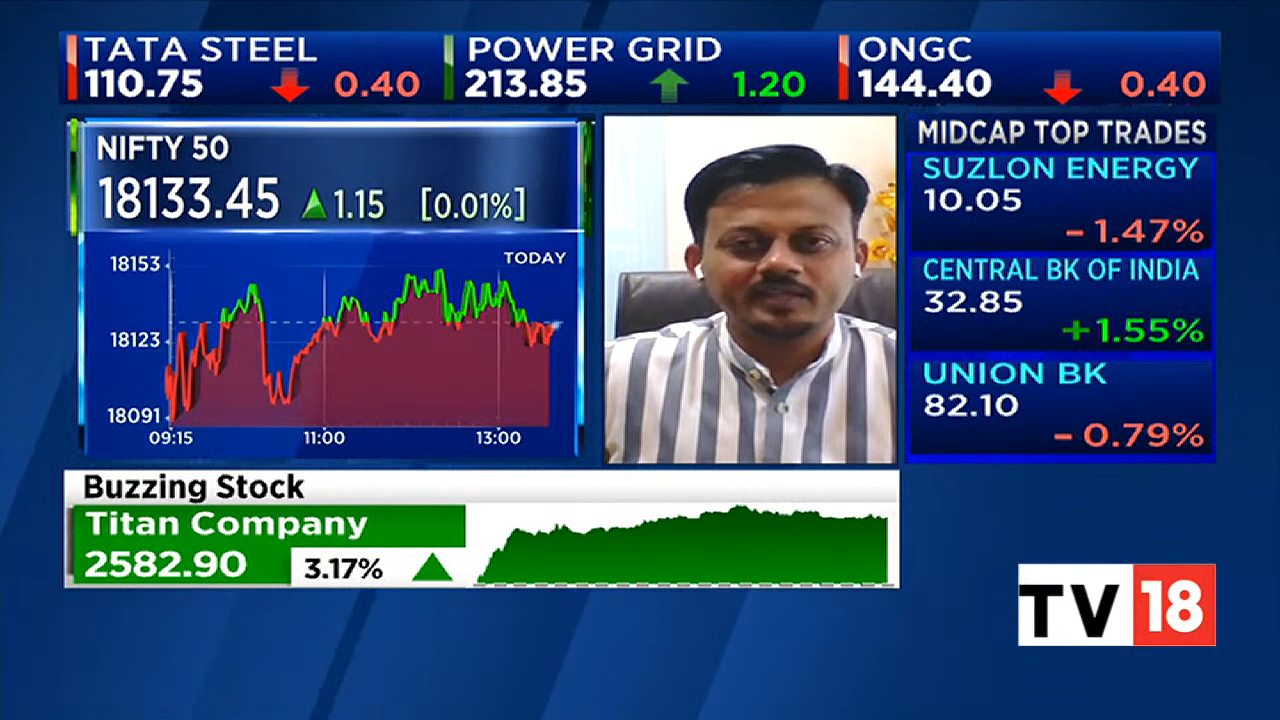 TATA STEEL
110.75 0.40
POWER GRID
213.85 1.20
ONGC
144.40 0.40
NIFTY 50
18133.45 1.15 [0.01%]
TODAY
18153
18123
18091
09:15 11:00 13:00
MIDCAP TOP TRADES
SUZLON ENERGY
10.05
- 1.47%
CENTRAL BK OF INDIA
32.85
+1.55%
UNION BK
82.10
- 0.79%
Buzzing Stock
Titan Company
2582.90 3.17%
TV18